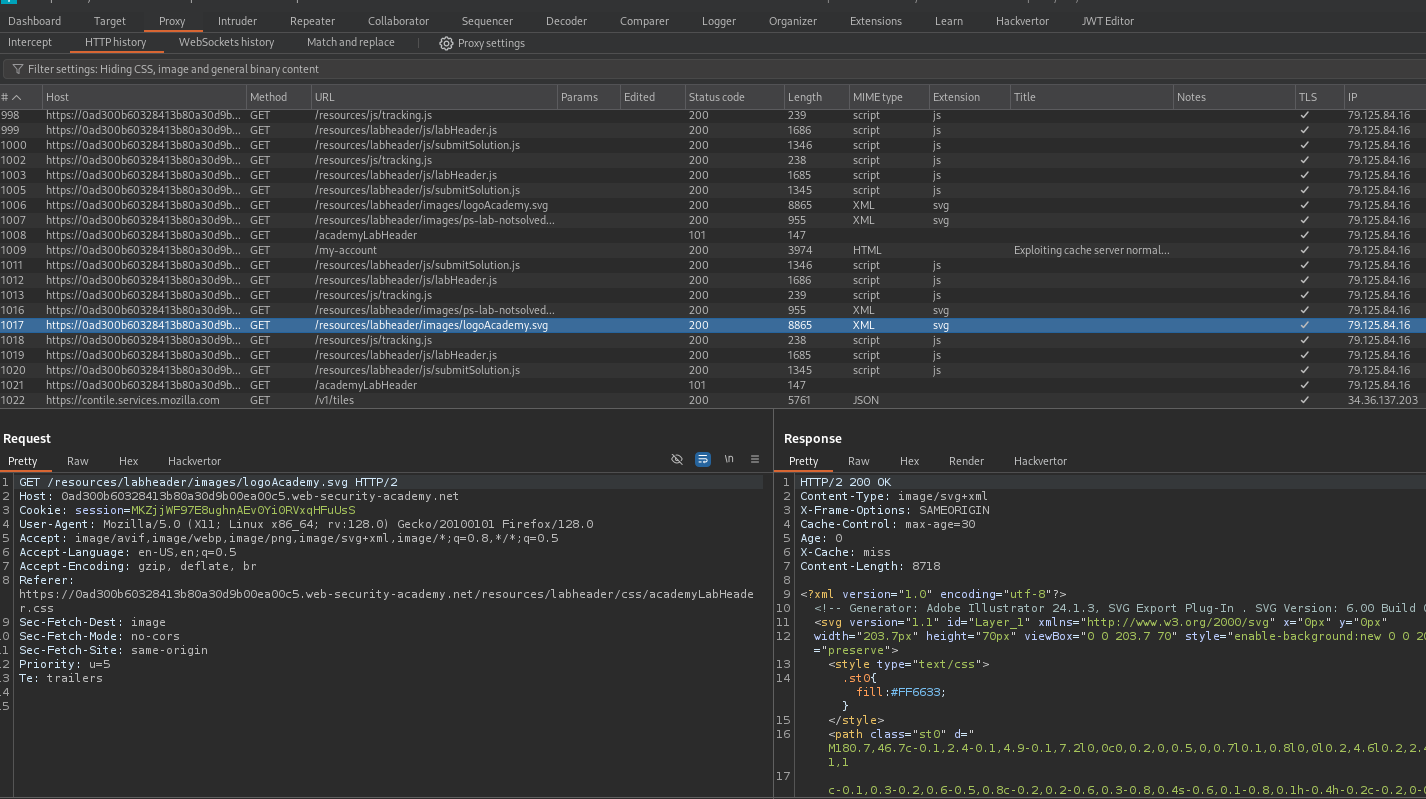 Dashboard Target Proxy Intruder Repeater Collaborator Sequencer Decoder Comparer Logger Organizer Extensions Learn Hackvertor JWT Editor
Intercept HTTP history WebSockets history Match and replace Proxy settings
Filter settings: Hiding CSS, image and general binary content
# Host Method URL Params Edited Status code Length MIME type Extension Title Notes TLS IP
998 https://0ad300b60328413b80a30d9b... GET /resources/js/tracking.js 200 239 script js ✓ 79.125.84.16
999 https://0ad300b60328413b80a30d9b... GET /resources/labheader/js/labHeader.js 200 1686 script js ✓ 79.125.84.16
1000 https://0ad300b60328413b80a30d9b... GET /resources/labheader/js/submitSolution.js 200 1346 script js ✓ 79.125.84.16
1002 https://0ad300b60328413b80a30d9b... GET /resources/js/tracking.js 200 238 script js ✓ 79.125.84.16
1003 https://0ad300b60328413b80a30d9b... GET /resources/labheader/js/labHeader.js 200 1685 script js ✓ 79.125.84.16
1005 https://0ad300b60328413b80a30d9b... GET /resources/labheader/js/submitSolution.js 200 1345 script js ✓ 79.125.84.16
1006 https://0ad300b60328413b80a30d9b... GET /resources/labheader/images/logoAcademy.svg 200 8865 XML svg ✓ 79.125.84.16
1007 https://0ad300b60328413b80a30d9b... GET /resources/labheader/images/ps-lab-notsolved... 200 955 XML svg ✓ 79.125.84.16
1008 https://0ad300b60328413b80a30d9b... GET /academyLabHeader 101 147 ✓ 79.125.84.16
1009 https://0ad300b60328413b80a30d9b... GET /my-account 200 3974 HTML Exploiting cache server normal... ✓ 79.125.84.16
1011 https://0ad300b60328413b80a30d9b... GET /resources/labheader/js/submitSolution.js 200 1346 script js ✓ 79.125.84.16
1012 https://0ad300b60328413b80a30d9b... GET /resources/labheader/js/labHeader.js 200 1686 script js ✓ 79.125.84.16
1013 https://0ad300b60328413b80a30d9b... GET /resources/js/tracking.js 200 239 script js ✓ 79.125.84.16
1016 https://0ad300b60328413b80a30d9b... GET /resources/labheader/images/ps-lab-notsolved... 200 955 XML svg ✓ 79.125.84.16
1017 https://0ad300b60328413b80a30d9b... GET /resources/labheader/images/logoAcademy.svg 200 8865 XML svg ✓ 79.125.84.16
1018 https://0ad300b60328413b80a30d9b... GET /resources/js/tracking.js 200 238 script js ✓ 79.125.84.16
1019 https://0ad300b60328413b80a30d9b... GET /resources/labheader/js/labHeader.js 200 1685 script js ✓ 79.125.84.16
1020 https://0ad300b60328413b80a30d9b... GET /resources/labheader/js/submitSolution.js 200 1345 script js ✓ 79.125.84.16
1021 https://0ad300b60328413b80a30d9b... GET /academyLabHeader 101 147 ✓ 79.125.84.16
1022 https://contile.services.mozilla.com GET /v1/tiles 200 5761 JSON ✓ 34.36.137.203
Request
Pretty Raw Hex Hackvertor \n
1 GET /resources/labheader/images/logoAcademy.svg HTTP/2
2 Host: 0ad300b60328413b80a30d9b00ea00c5.web-security-academy.net
3 Cookie: session=MKZjjWF97E8ughnAEv0Yi0RVxqHFuUsS
4 User-Agent: Mozilla/5.0 (X11; Linux x86_64; rv:128.0) Gecko/20100101 Firefox/128.0
5 Accept: image/avif,image/webp,image/png,image/svg+xml,image/*;q=0.8,*/*;q=0.5
6 Accept-Language: en-US,en;q=0.5
7 Accept-Encoding: gzip, deflate, br
8 Referer:
https://0ad300b60328413b80a30d9b00ea00c5.web-security-academy.net/resources/labheader/css/academyLabHeade
r.css
9 Sec-Fetch-Dest: image
0 Sec-Fetch-Mode: no-cors
1 Sec-Fetch-Site: same-origin
2 Priority: u=5
3 Te: trailers
4
5
Response
Pretty Raw Hex Render Hackvertor
1 HTTP/2 200 OK
2 Content-Type: image/svg+xml
3 X-Frame-Options: SAMEORIGIN
4 Cache-Control: max-age=30
5 Age: 0
6 X-Cache: miss
7 Content-Length: 8718
8
9 <?xml version="1.0" encoding="utf-8"?>
10 <!-- Generator: Adobe Illustrator 24.1.3, SVG Export Plug-In . SVG Version: 6.00 Build
11 <svg version="1.1" id="Layer_1" xmlns="http://www.w3.org/2000/svg" x="0px" y="0px"
12 width="203.7px" height="70px" viewBox="0 0 203.7 70" style="enable-background:new 0 0 20
="preserve">
13 <style type="text/css">
14 .st0{
fill:#FF6633;
}
15 </style>
16 <path class="st0" d="
M180.7,46.7c-0.1,2.4-0.1,4.9-0.1,7.2l0,0c0,0.2,0,0.5,0,0.7l0.1,0.8l0,0l0.2,4.6l0.2,2.4
1,1
17
c-0.1,0.3-0.2,0.6-0.5,0.8c-0.2,0.2-0.6,0.3-0.8,0.4s-0.6,0.1-0.8,0.1h-0.4h-0.2c-0.2,0-